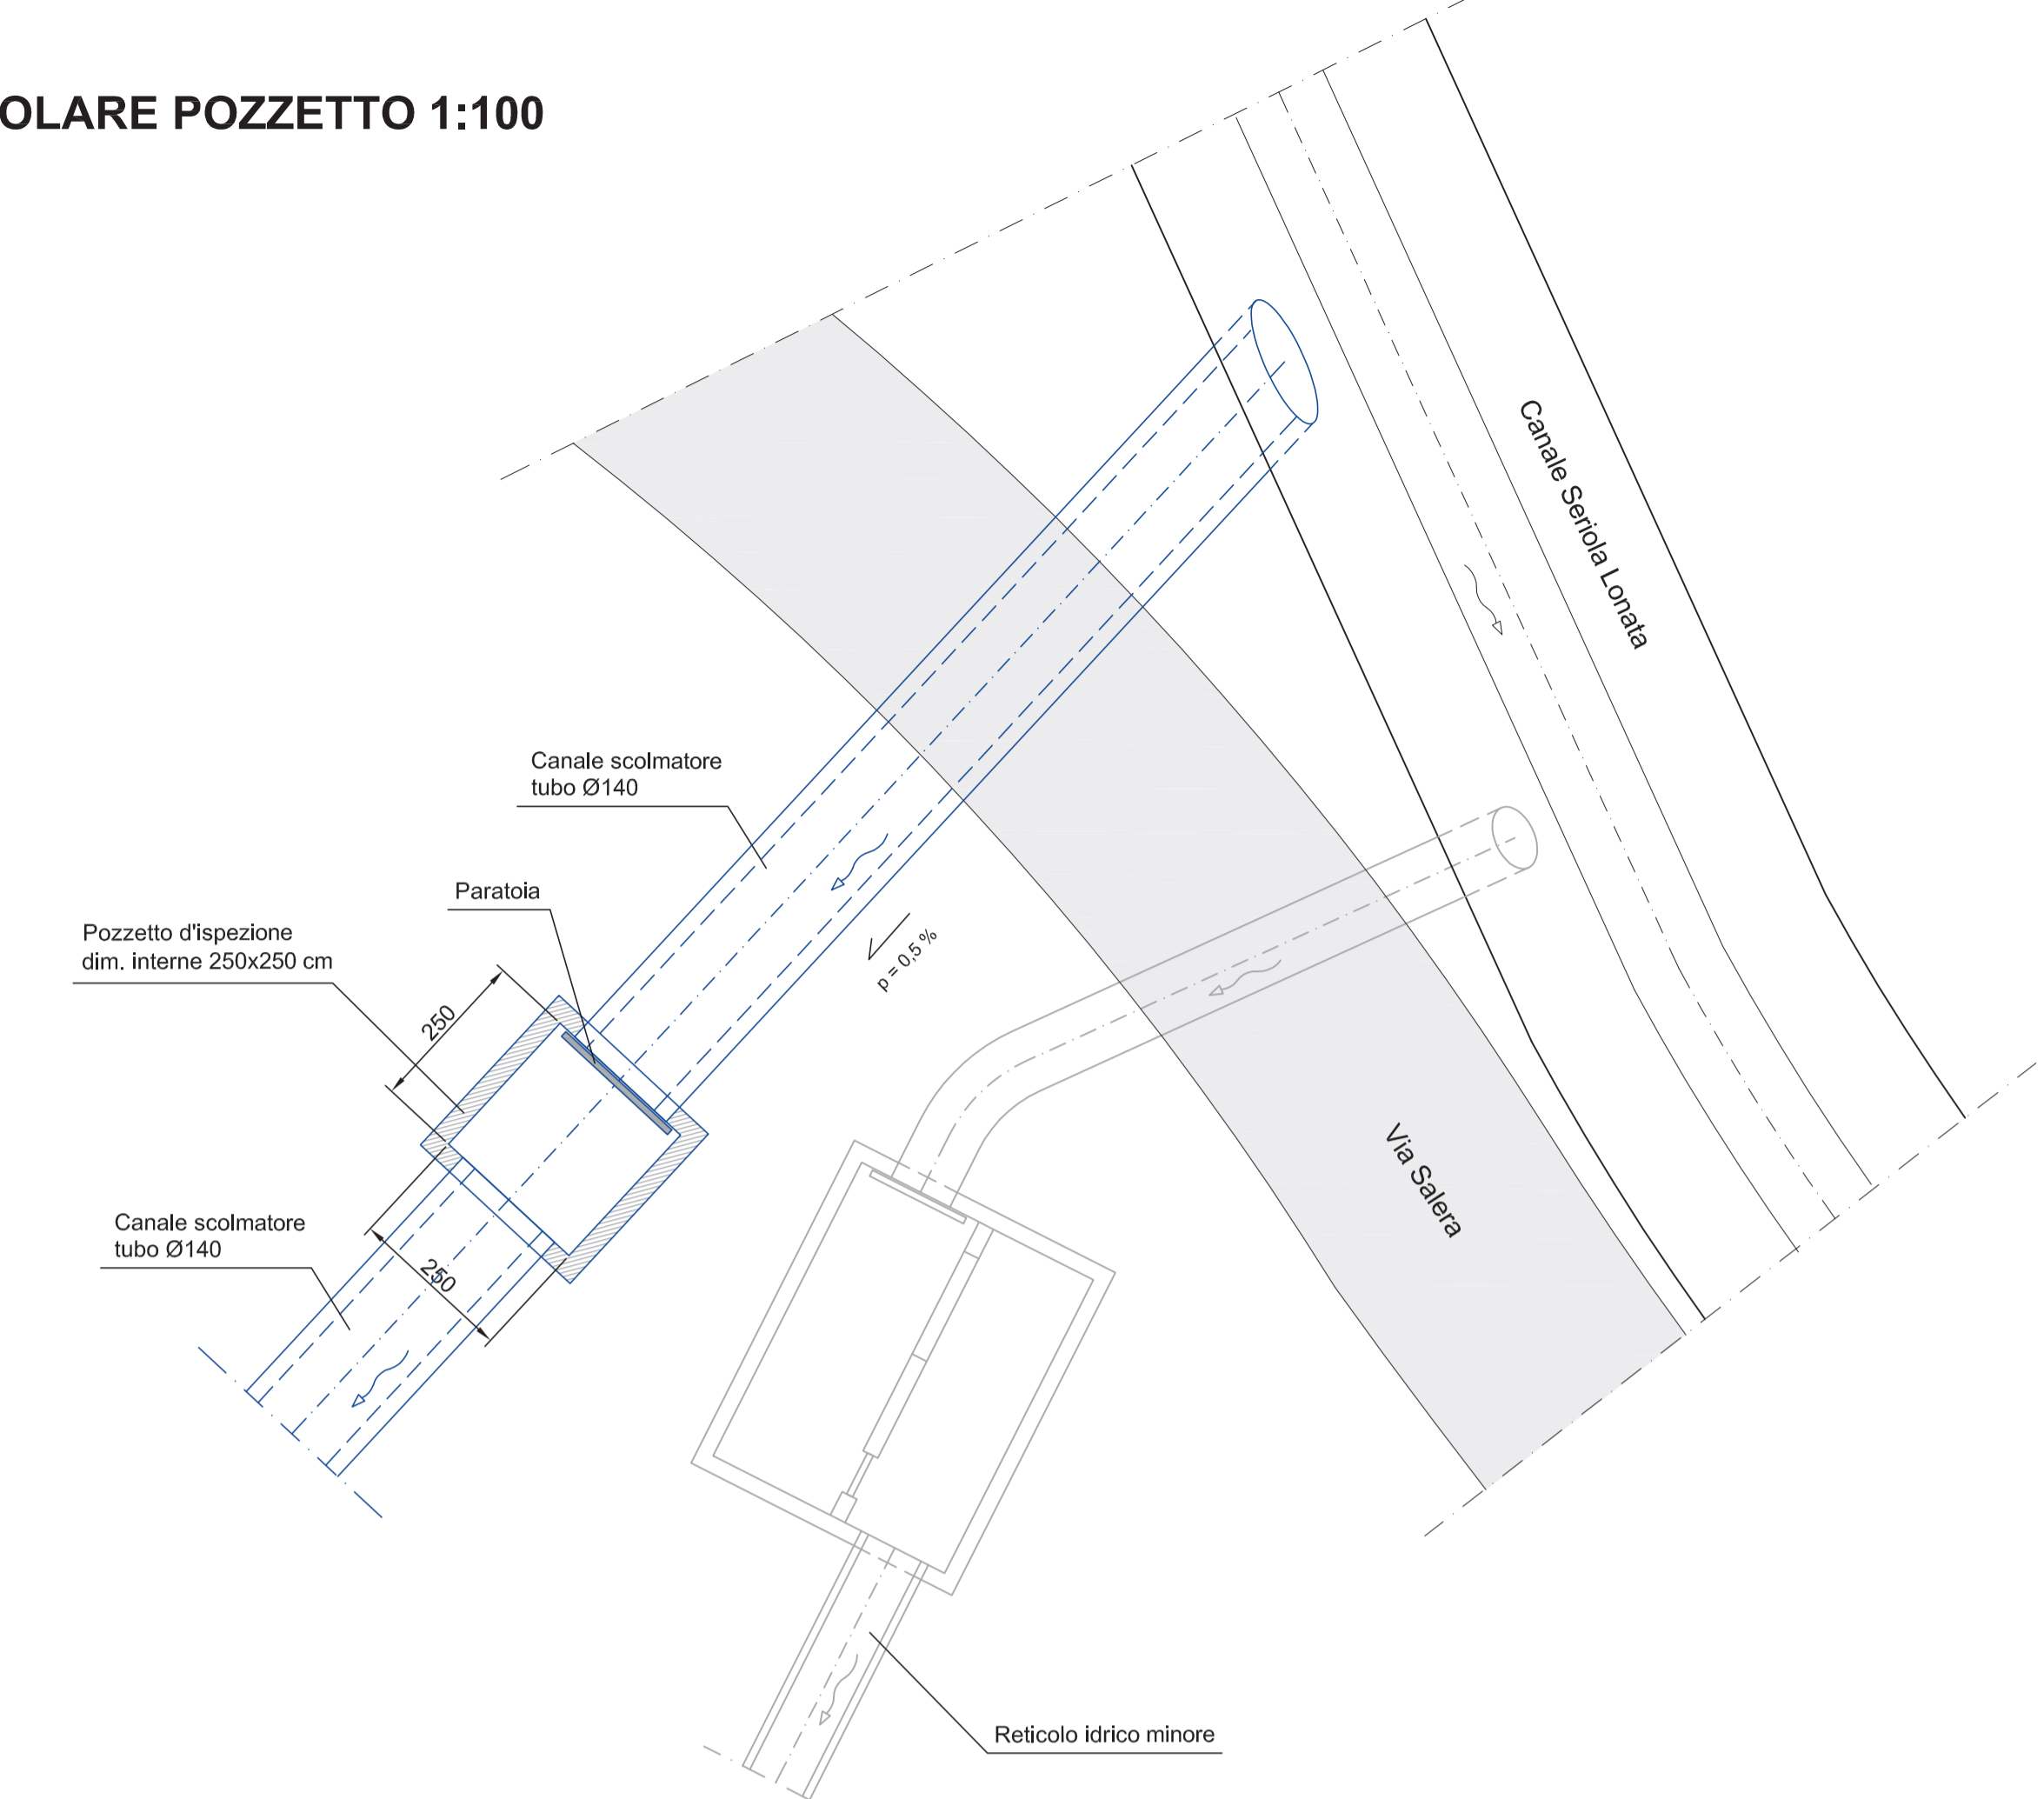 OLARE POZZETTO 1:100
Canale Seriola Lonata
Canale scolmatore
tubo Ø140
Paratoia
Pozzetto d'ispezione
dim. interne 250x250 cm
p = 0,5 %
250
Via Salera
Canale scolmatore
tubo Ø140
250
Reticolo idrico minore